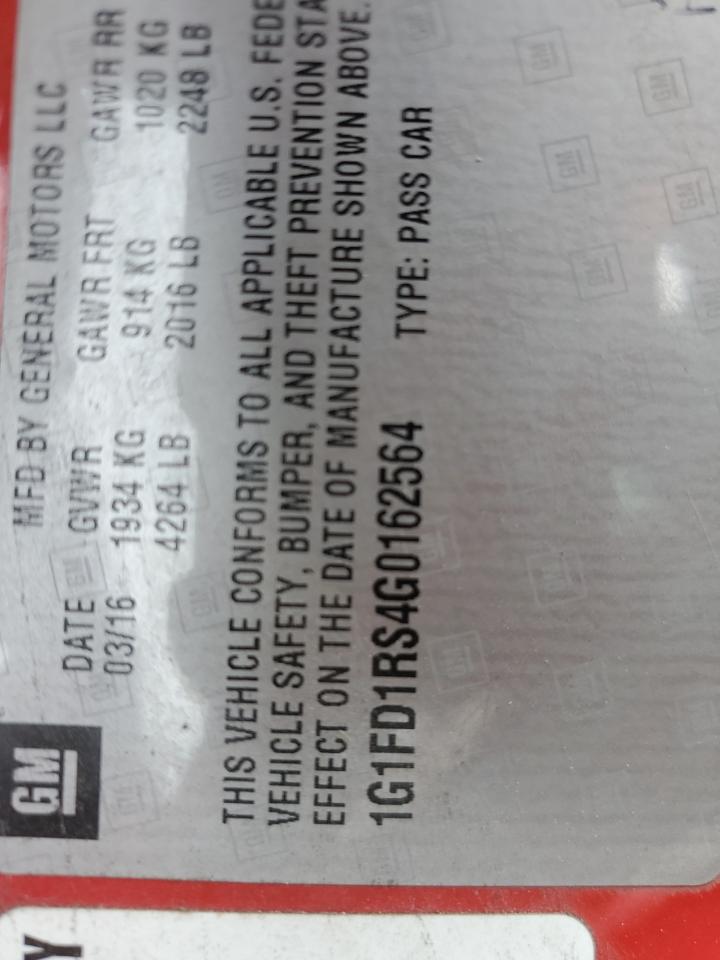 GM
MFD BY GENERAL MOTORS LLC
DATE GVWR GAWR FRT GAWR RR
03/16 1934 KG 914 KG 1020 KG
4264 LB 2016 LB 2248 LB
THIS VEHICLE CONFORMS TO ALL APPLICABLE U.S. FEDE
VEHICLE SAFETY, BUMPER, AND THEFT PREVENTION STA
EFFECT ON THE DATE OF MANUFACTURE SHOWN ABOVE.
1G1FD1RS4G0162564 TYPE: PASS CAR
Y